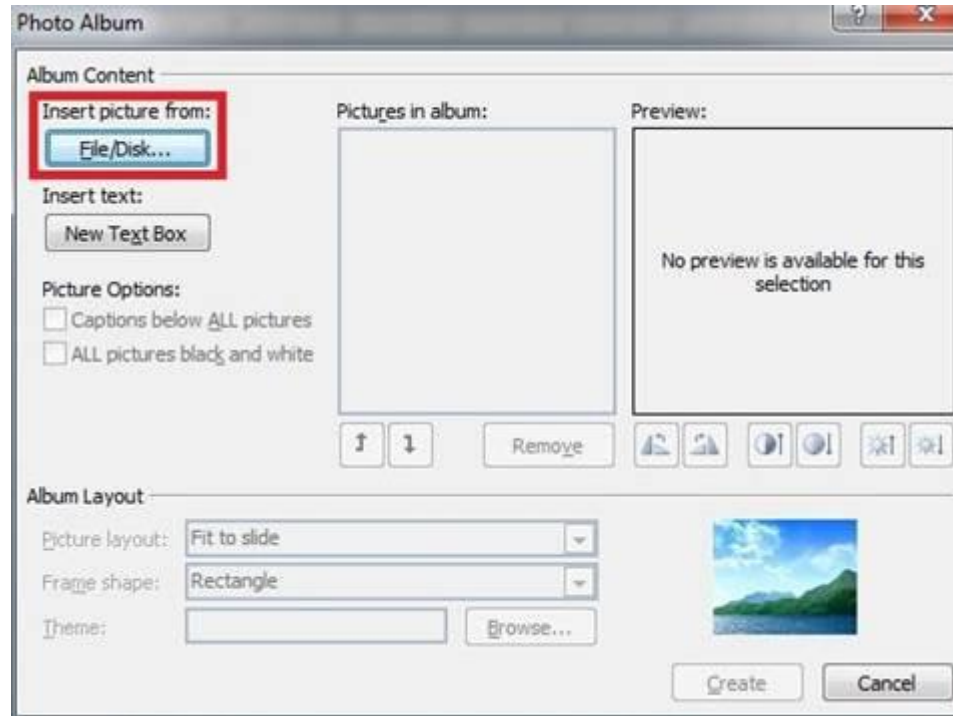 Photo Album
Album Content
Insert picture from:
File/Disk...
Insert text:
New Text Box
Picture Options:
Captions below ALL pictures
ALL pictures black and white
Pictures in album:
Remove
Preview:
No preview is available for this
selection
Album Layout
Picture layout: Fit to slide
Frame shape: Rectangle
Theme: Browse...
Create Cancel